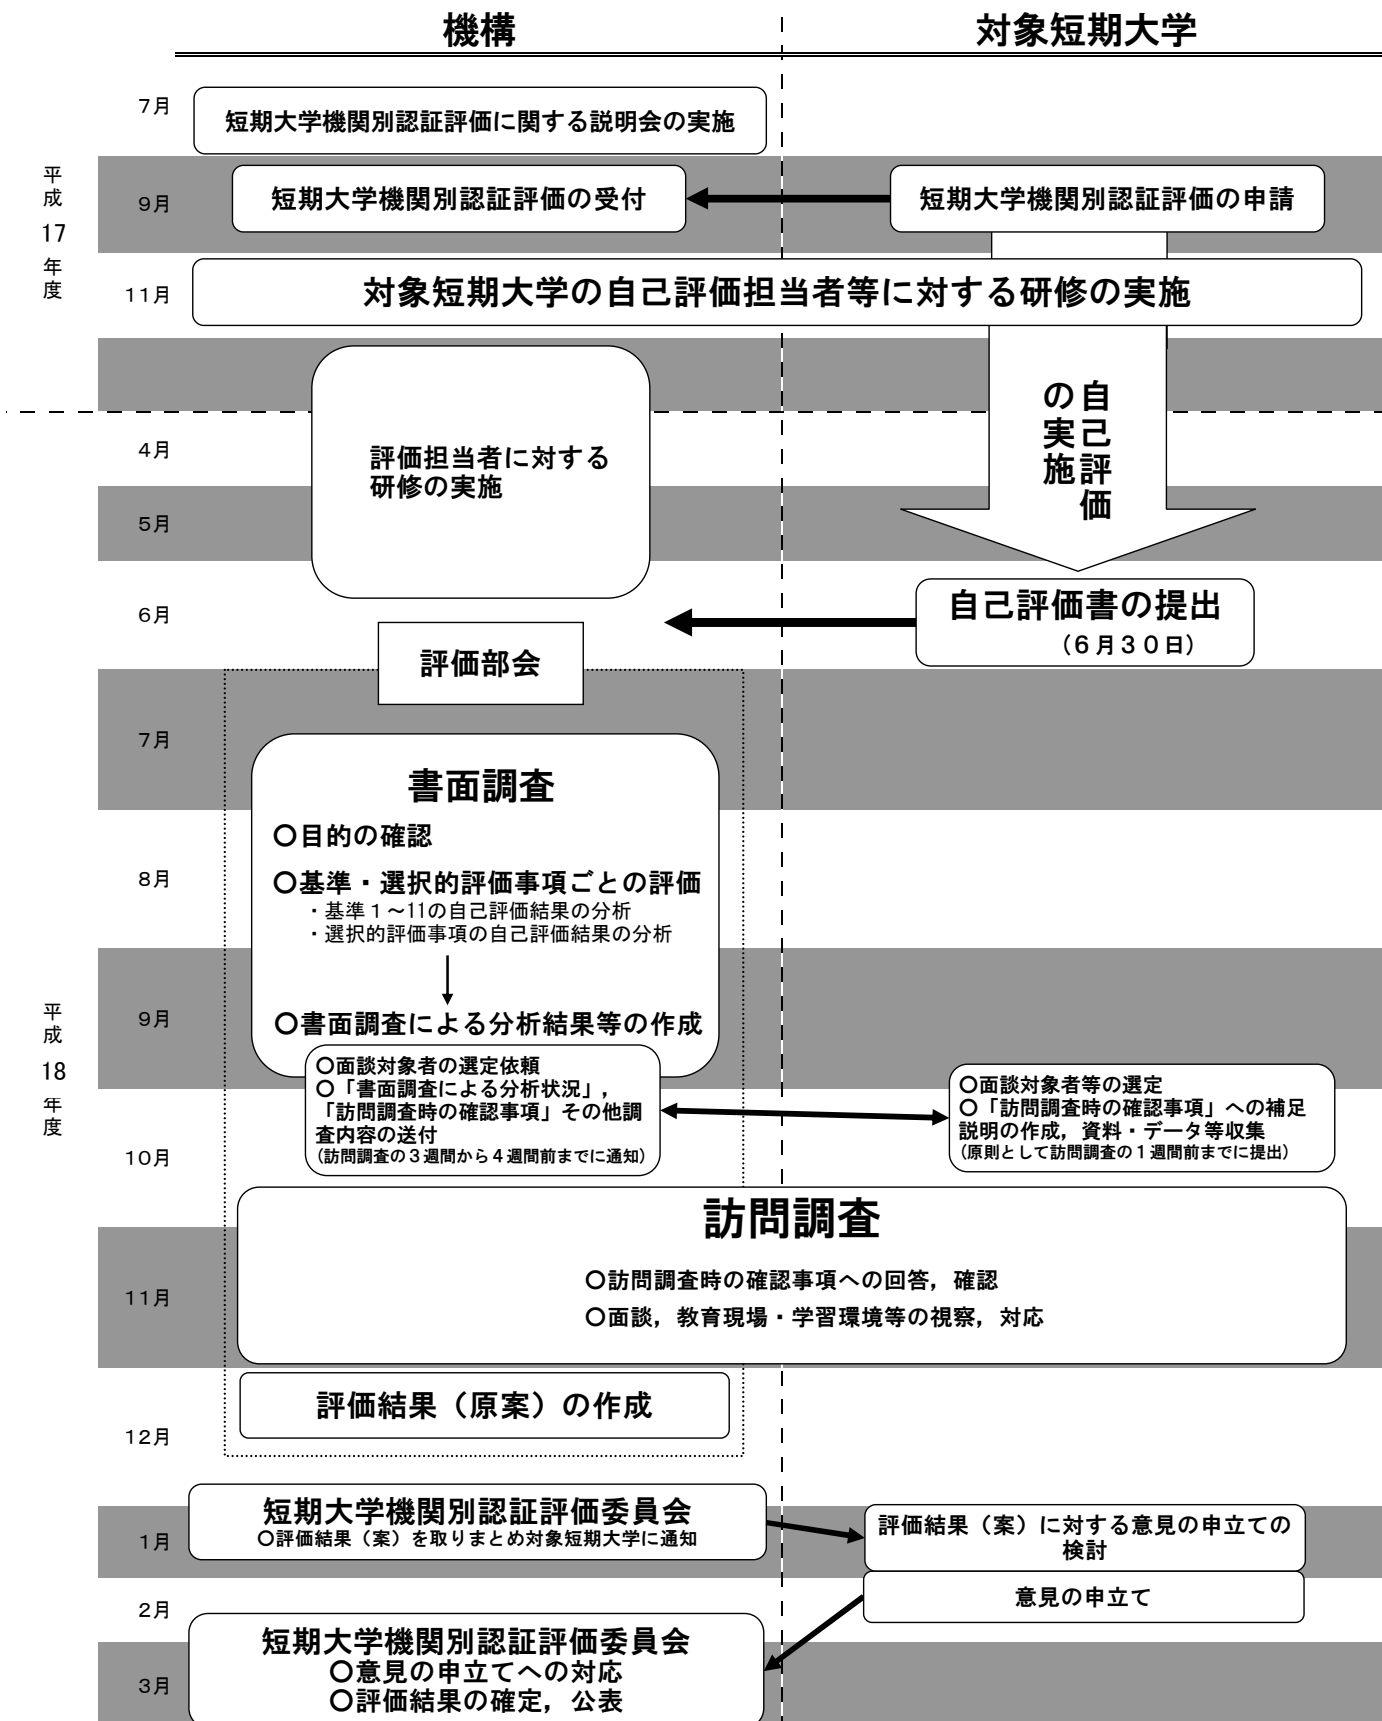 機構
対象短期大学
平成17年度
7月
短期大学機関別認証評価に関する説明会の実施
9月
短期大学機関別認証評価の受付
短期大学機関別認証評価の申請
11月
対象短期大学の自己評価担当者等に対する研修の実施
自己評価
の実施
4月
評価担当者に対する
研修の実施
5月
6月
自己評価書の提出
(6月30日)
評価部会
平成18年度
7月
書面調査
○目的の確認
8月
○基準・選択的評価事項ごとの評価
・基準1~11の自己評価結果の分析
・選択的評価事項の自己評価結果の分析
9月
○書面調査による分析結果等の作成
○面談対象者の選定依頼
○「書面調査による分析状況」,
「訪問調査時の確認事項」その他調
査内容の送付
(訪問調査の3週間から4週間前までに通知)
○面談対象者等の選定
○「訪問調査時の確認事項」への補足
説明の作成,資料・データ等収集
(原則として訪問調査の1週間前までに提出)
10月
訪問調査
○訪問調査時の確認事項への回答,確認
11月
○面談,教育現場・学習環境等の視察,対応
評価結果(原案)の作成
12月
短期大学機関別認証評価委員会
○評価結果(案)を取りまとめ対象短期大学に通知
1月
評価結果(案)に対する意見の申立ての
検討
意見の申立て
2月
短期大学機関別認証評価委員会
○意見の申立てへの対応
○評価結果の確定,公表
3月